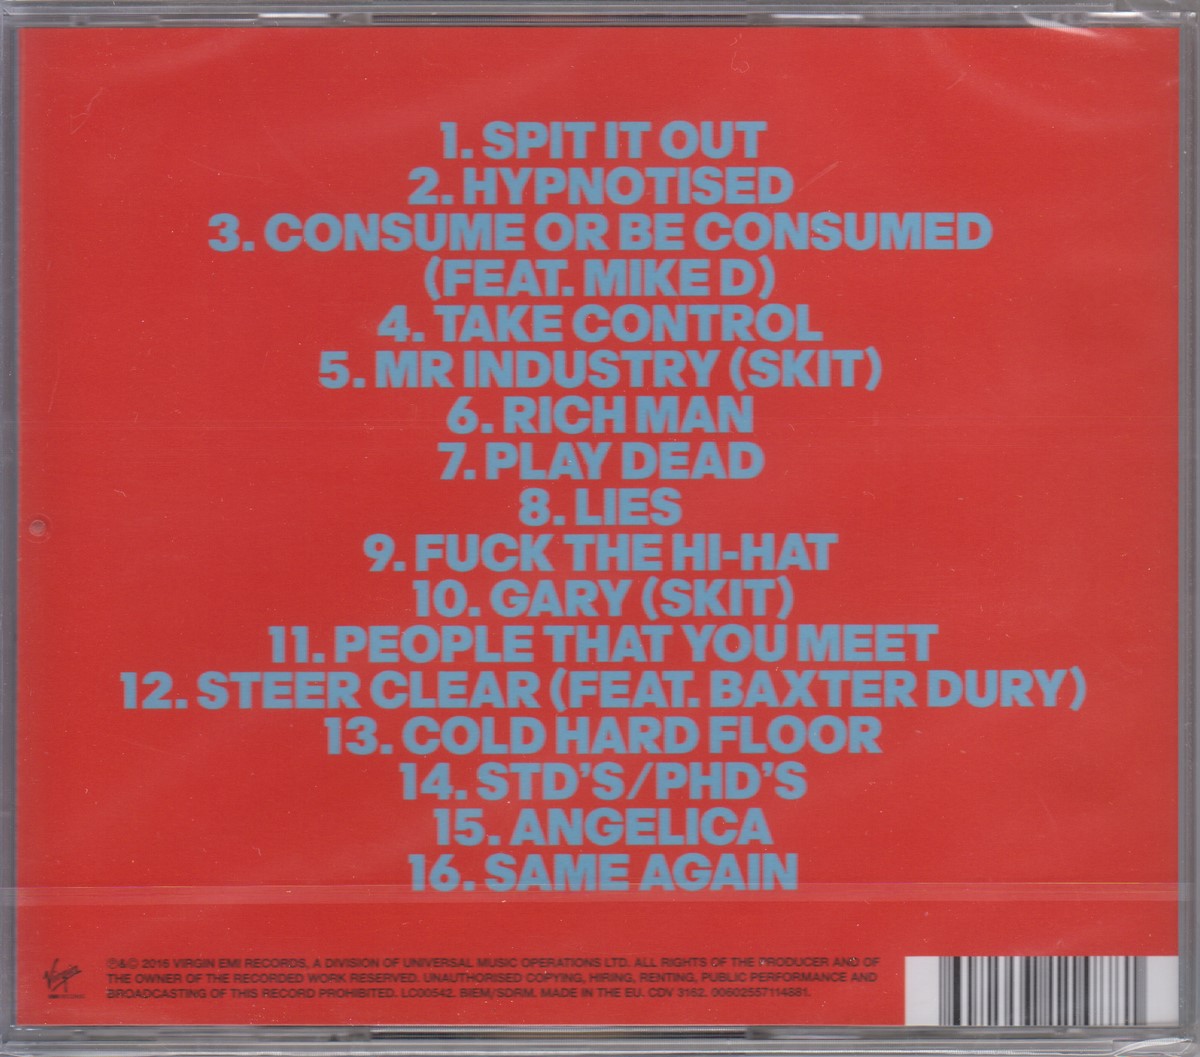 1. SPIT IT OUT
2. HYPNOTISED
3. CONSUME OR BE CONSUMED
(FEAT. MIKE D)
4. TAKE CONTROL
5. MR INDUSTRY (SKIT)
6. RICH MAN
7. PLAY DEAD
8. LIES
9. FUCK THE HI-HAT
10. GARY (SKIT)
11. PEOPLE THAT YOU MEET
12. STEER CLEAR (FEAT. BAXTER DURY)
13. COLD HARD FLOOR
14. STD'S/PHD'S
15. ANGELICA
16. SAME AGAIN
Virgin
℗&© 2016 VIRGIN EMI RECORDS, A DIVISION OF UNIVERSAL MUSIC OPERATIONS LTD. ALL RIGHTS OF THE PRODUCER AND OF
THE OWNER OF THE RECORDED WORK RESERVED. UNAUTHORISED COPYING, HIRING, RENTING, PUBLIC PERFORMANCE AND
BROADCASTING OF THIS RECORD PROHIBITED. LC00542. BIEM/SDRM. MADE IN THE EU. CDV 3162. 00602557114881.